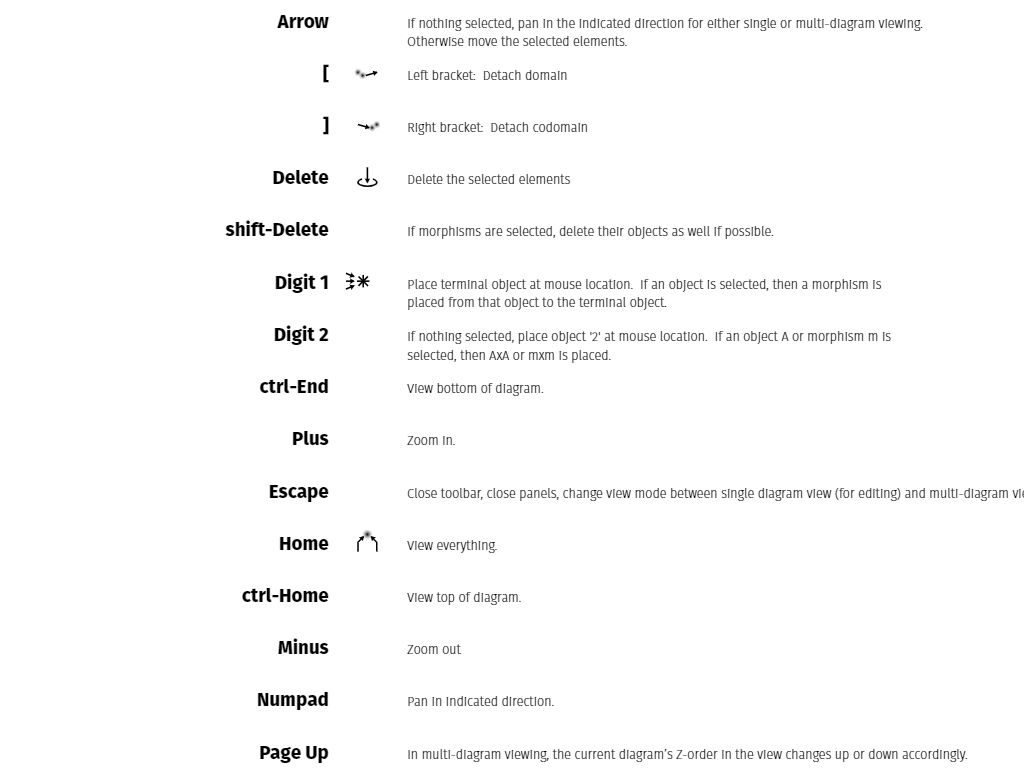 Arrow If nothing selected, pan in the indicated direction for either single or multi-diagram viewing.
Otherwise move the selected elements.
[ Left bracket: Detach domain
] Right bracket: Detach codomain
Delete Delete the selected elements
shift-Delete If morphisms are selected, delete their objects as well if possible.
Digit 1 Place terminal object at mouse location. If an object is selected, then a morphism is
placed from that object to the terminal object.
Digit 2 If nothing selected, place object '2' at mouse location. If an object A or morphism m is
selected, then AxA or mxm is placed.
ctrl-End View bottom of diagram.
Plus Zoom in.
Escape Close toolbar, close panels, change view mode between single diagram view (for editing) and multi-diagram
Home View everything.
ctrl-Home View top of diagram.
Minus Zoom out
Numpad Pan in indicated direction.
Page Up In multi-diagram viewing, the current diagram's Z-order in the view changes up or down accordingly.